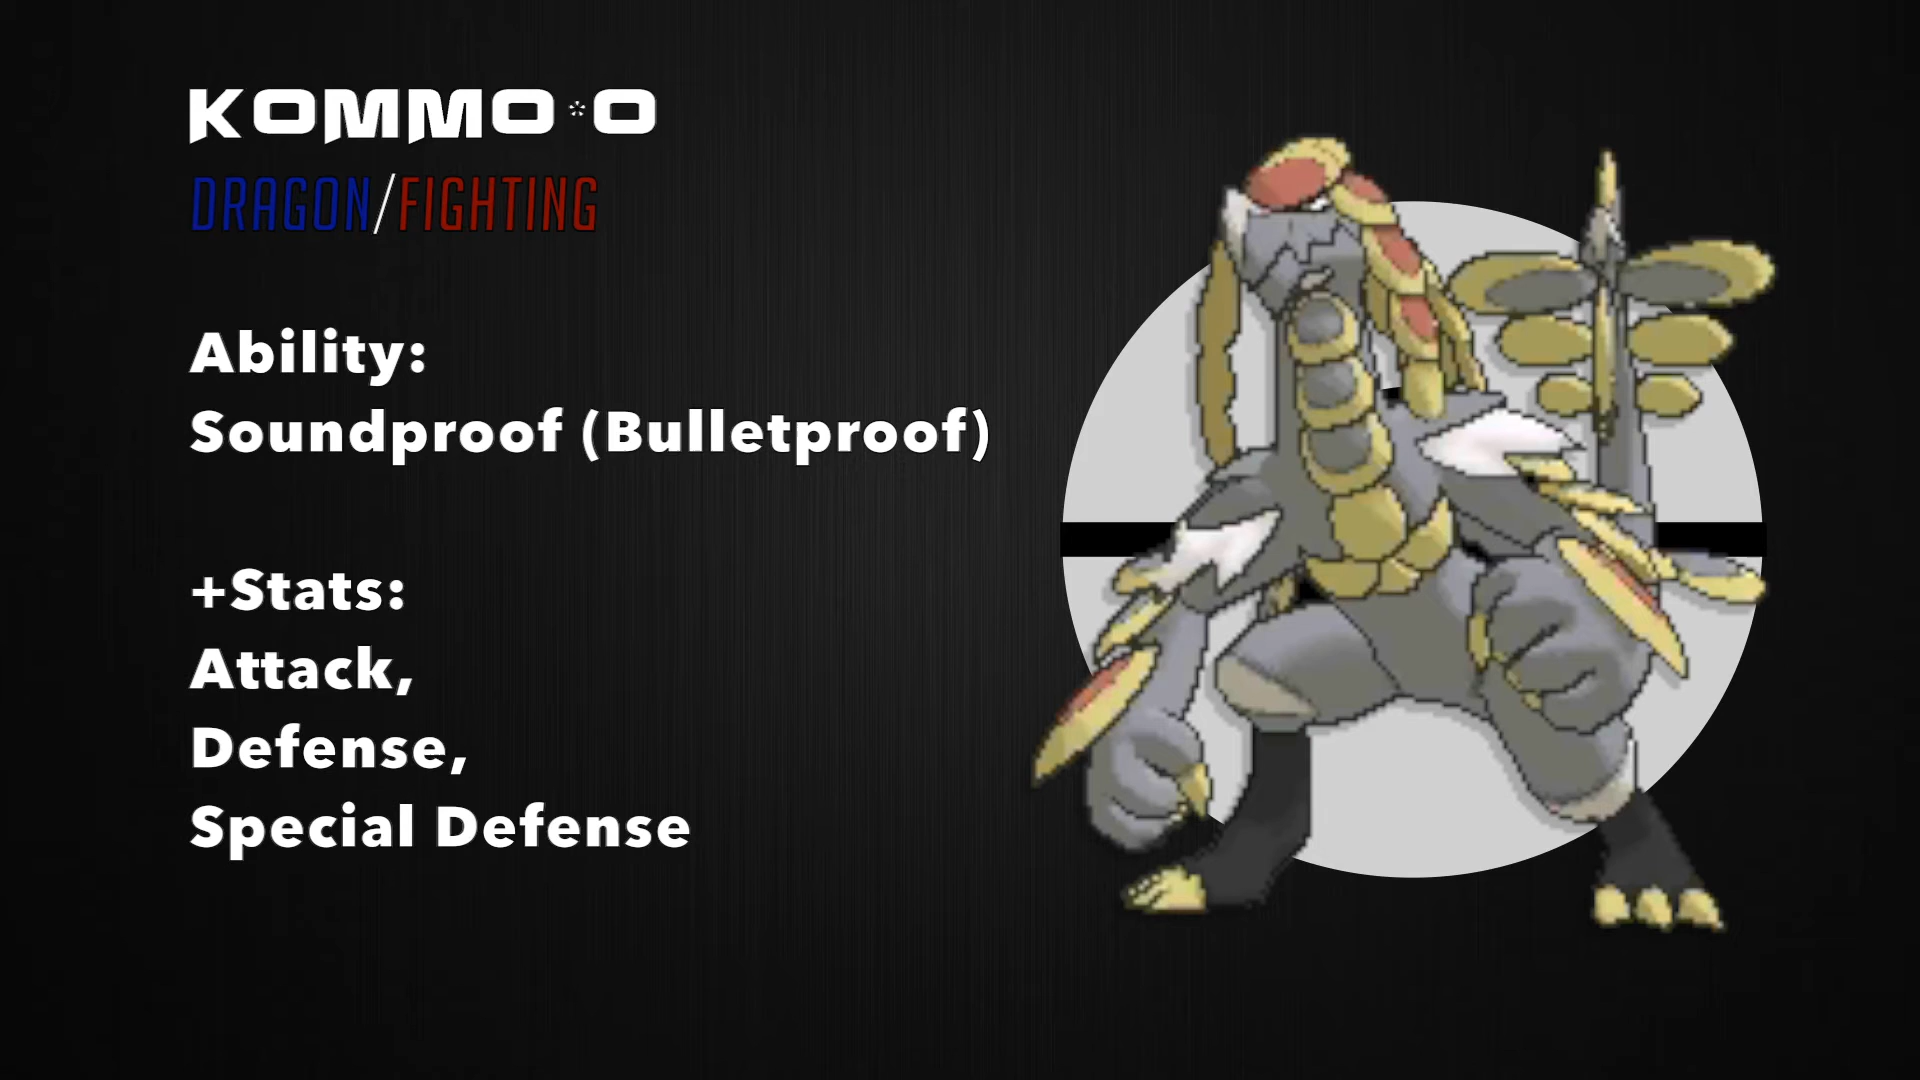 KOMMO*O
DRAGON/FIGHTING
Ability:
Soundproof (Bulletproof)
+Stats:
Attack,
Defense,
Special Defense